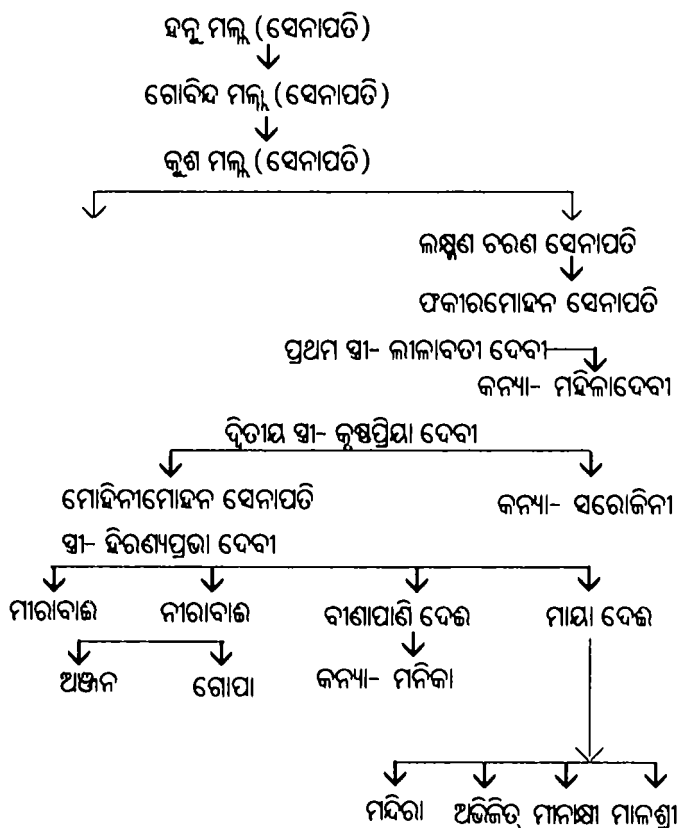 ହନୁ ମଲ୍ଲ (ସେନାପତି)
ଗୋବିନ୍ଦ ମଲ୍ଲ (ସେନାପତି)
କୁଶ ମଲ୍ଲ (ସେନାପତି)
ଲକ୍ଷ୍ମଣ ଚରଣ ସେନାପତି
ଫକୀରମୋହନ ସେନାପତି
ପ୍ରଥମ ସ୍ତ୍ରୀ- ଲୀଳାବତୀ ଦେବୀ
କନ୍ୟା- ମହିଳାଦେବୀ
ଦ୍ୱିତୀୟ ସ୍ତ୍ରୀ- କୃଷ୍ଣପ୍ରିୟା ଦେବୀ
ମୋହିନୀମୋହନ ସେନାପତି କନ୍ୟା- ସରୋକିନୀ
ସ୍ତ୍ରୀ- ହିରଣ୍ୟପ୍ରଭା ଦେବୀ
ମୀରାବାଈ ନୀରାବାଈ ବୀଣାପାଣି ଦେଈ ମାୟା ଦେଈ
ଅଞ୍ଜନ ଗୋପା କନ୍ୟା- ମନିକା
ମନ୍ଦିରା ଅଭିଜିତ୍ ମୀନାକ୍ଷୀ ମାଳଶ୍ରୀ